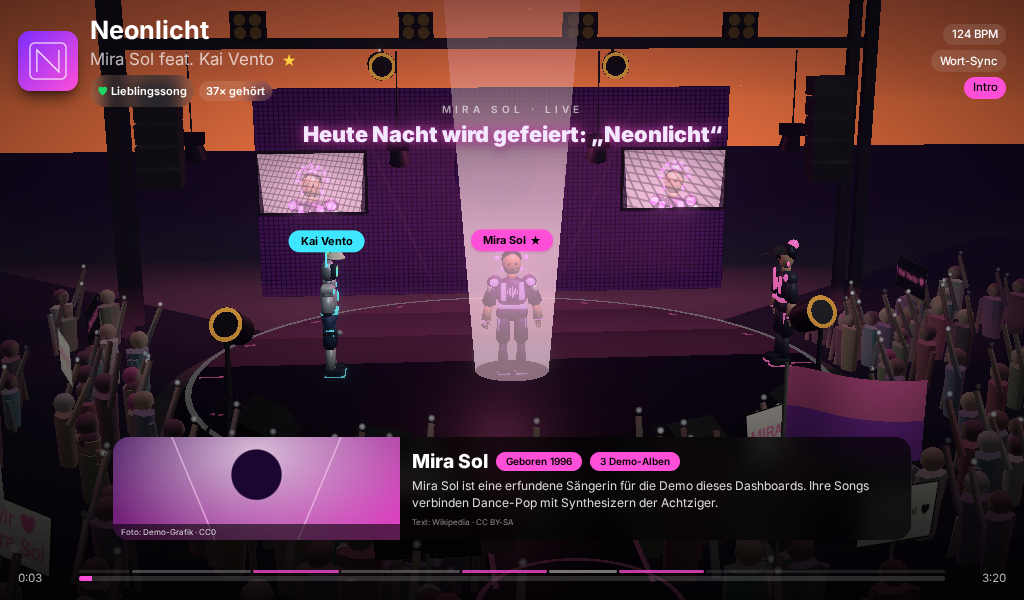 Neonlicht
Mira Sol feat. Kai Vento ★
Lieblingssong
37× gehört
124 BPM
Wort-Sync
Intro
MIRA SOL · LIVE
Heute Nacht wird gefeiert: „Neonlicht“
Kai Vento
Mira Sol ★
MIRA
Mira Sol
Geboren 1996
3 Demo-Alben
Mira Sol ist eine erfundene Sängerin für die Demo dieses Dashboards. Ihre Songs
verbinden Dance-Pop mit Synthesizern der Achtziger.
Text: Wikipedia · CC BY-SA
Foto: Demo-Grafik · CC0
Wir ♥
Sol
0:03
3:20